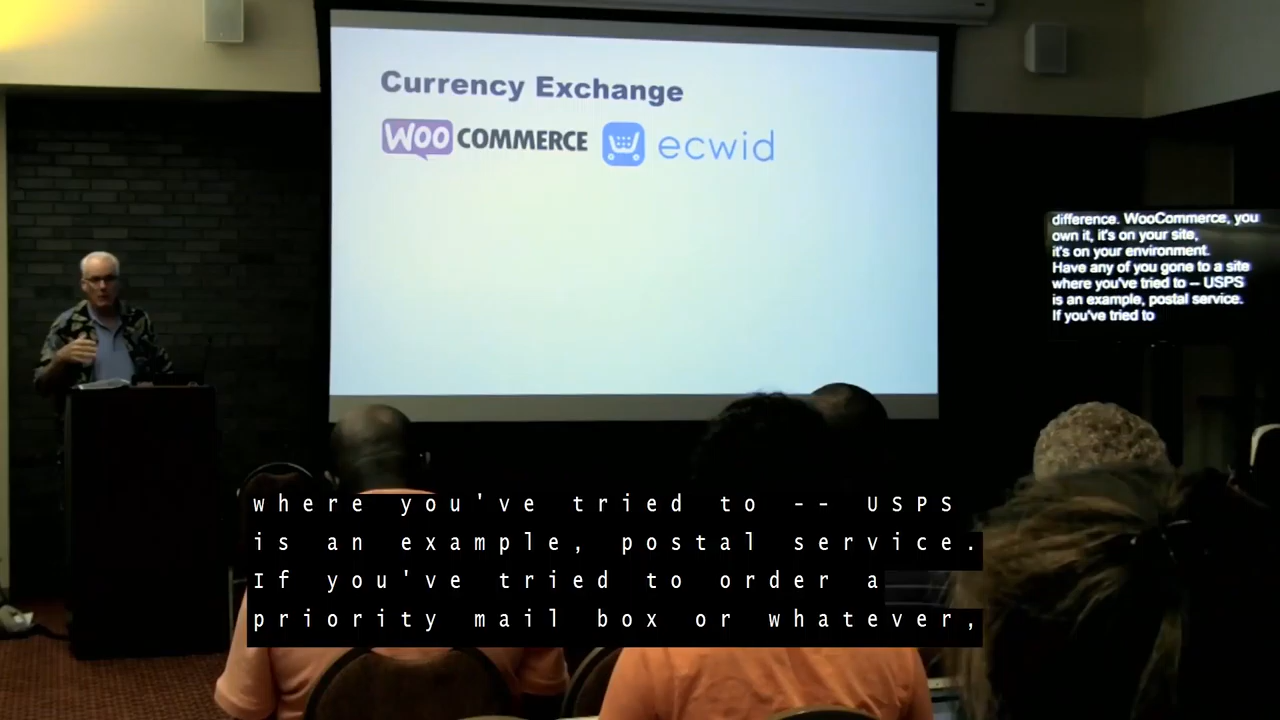 Currency Exchange
WOO COMMERCE ecwid
difference. WooCommerce, you
own it, it's on your site,
it's on your environment.
Have any of you gone to a site
where you've tried to -- USPS
is an example, postal service.
If you've tried to
where you've tried to -- USPS
is an example, postal service.
If you've tried to order a
priority mail box or whatever,